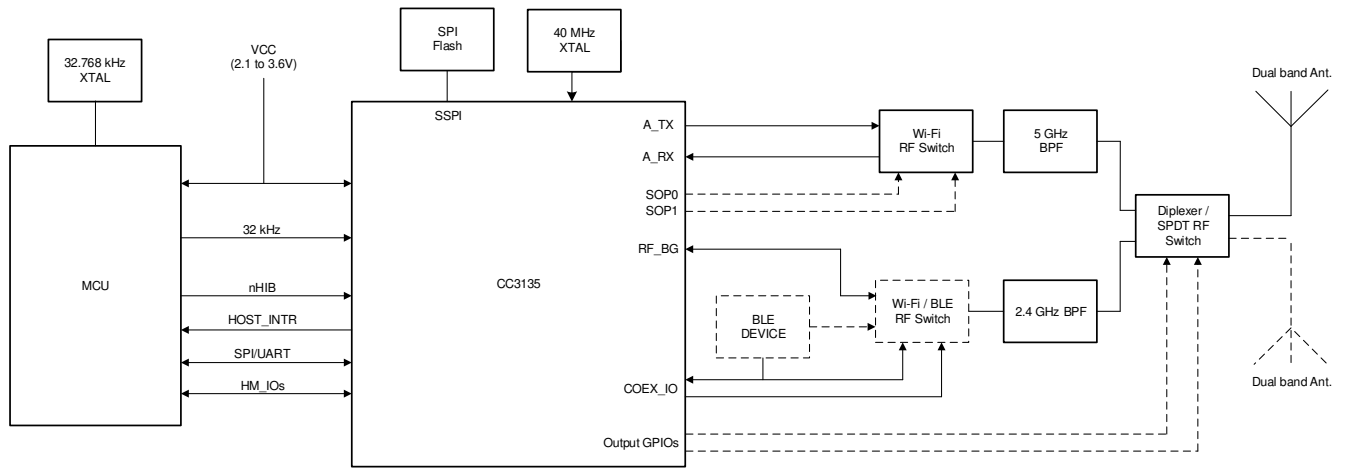 32.768 kHz
XTAL
VCC
(2.1 to 3.6V)
SPI
Flash
40 MHz
XTAL
Dual band Ant.
SSPI
A_TX
A_RX
SOP0
SOP1
RF_BG
Wi-Fi
RF Switch
5 GHz
BPF
Diplexer /
SPDT RF
Switch
32 kHz
MCU
nHIB
HOST_INTR
SPI/UART
HM_IOs
CC3135
BLE
DEVICE
Wi-Fi / BLE
RF Switch
2.4 GHz BPF
COEX_IO
Output GPIOs
Dual band Ant.